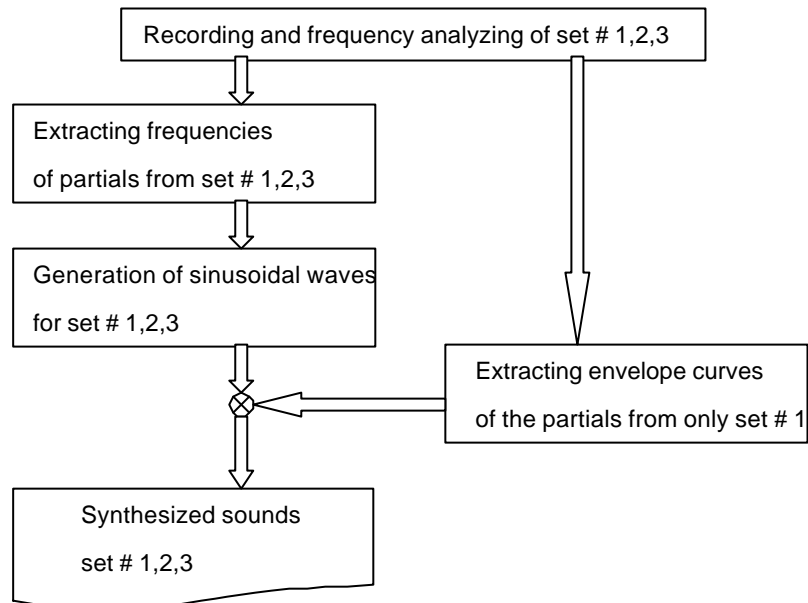 Recording and frequency analyzing of set # 1,2,3
Extracting frequencies
of partials from set # 1,2,3
Generation of sinusoidal waves
for set # 1,2,3
Extracting envelope curves
of the partials from only set # 1
Synthesized sounds
set # 1,2,3